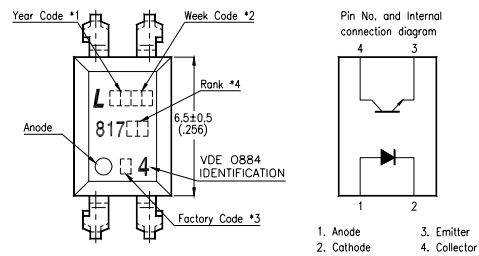 Year Code *1
Week Code *2
L
Rank *4
817
6,5±0,5
(.256)
Anode
4
VDE 0884
IDENTIFICATION
Factory Code *3
Pin No. and Internal
connection diagram
4 3
1 2
1. Anode 3. Emitter
2. Cathode 4. Collector